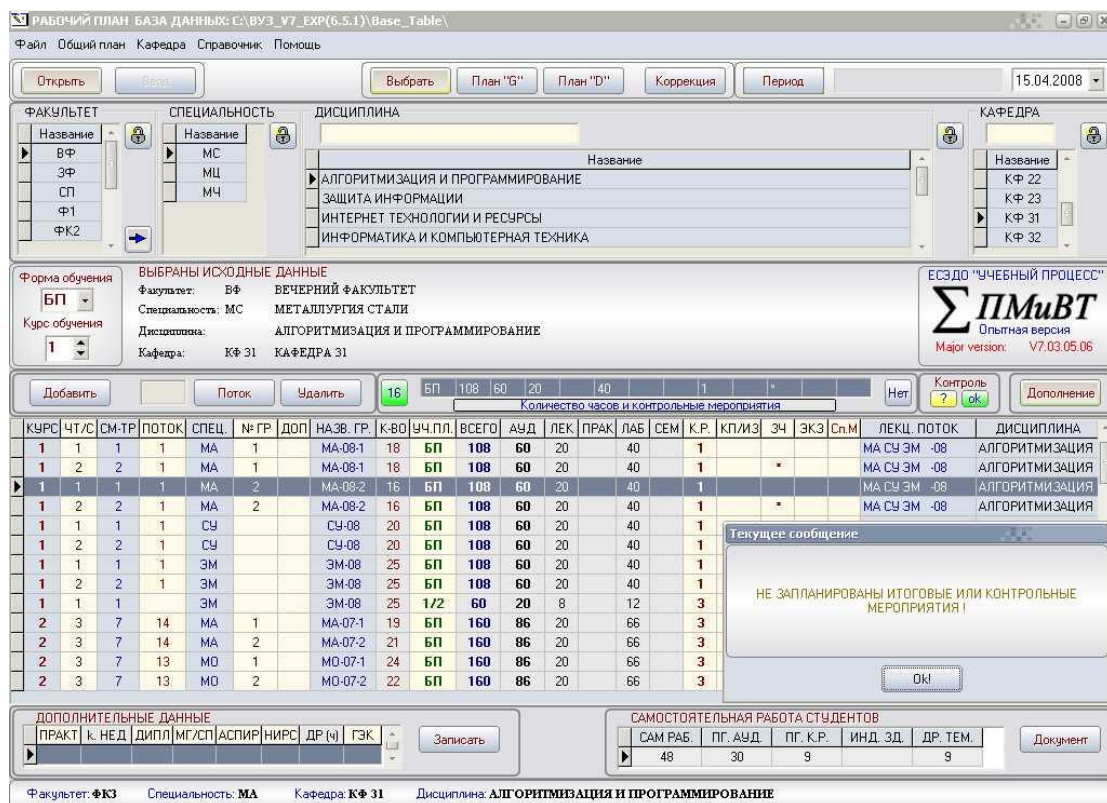 РАБОЧИЙ ПЛАН БАЗА ДАННЫХ: C:\ВУЗ_V7_EXP(6.5.1)\Base_Table\
Файл Общий план Кафедра Справочник Помощь
Открыть Выбрать План "G" План "D" Коррекция Период 15.04.2008
ФАКУЛЬТЕТ СПЕЦИАЛЬНОСТЬ ДИСЦИПЛИНА КАФЕДРА
Название Название Название Название
ВФ МС АЛГОРИТМИЗАЦИЯ И ПРОГРАММИРОВАНИЕ КФ 22
ЗФ МЦ ЗАЩИТА ИНФОРМАЦИИ КФ 23
СП МЧ ИНТЕРНЕТ ТЕХНОЛОГИИ И РЕСУРСЫ КФ 31
Ф1 ИНФОРМАТИКА И КОМПЬЮТЕРНАЯ ТЕХНИКА КФ 32
ФК2
Форма обучения ВЫБРАНЫ ИСХОДНЫЕ ДАННЫЕ ЕСЭДО "УЧЕБНЫЙ ПРОЦЕСС"
БП Факультет: ВФ ВЕЧЕРНИЙ ФАКУЛЬТЕТ
Специальность: МС МЕТАЛЛУРГИЯ СТАЛИ ∑ ПМиВТ
Курс обучения Дисциплина: АЛГОРИТМИЗАЦИЯ И ПРОГРАММИРОВАНИЕ Опытная версия
1 Кафедра: КФ 31 КАФЕДРА 31 Major version: V7.03.05.06
Добавить Поток Удалить 16 БП 108 60 20 40 1 * Нет Контроль ? ok Дополнение
Количество часов и контрольные мероприятия
КУРС ЧТ/С СМ-ТР ПОТОК СПЕЦ. № ГР ДОП НАЗВ. ГР. К-ВО УЧ.ПЛ. ВСЕГО АУД ЛЕК ПРАК ЛАБ СЕМ К.Р. КП/ИЗ ЗЧ ЭКЗ Сп.М ЛЕКЦ. ПОТОК ДИСЦИПЛИНА
1 1 1 1 МА 1 МА-08-1 18 БП 108 60 20 40 1 МА СУ ЭМ -08 АЛГОРИТМИЗАЦИЯ
1 2 2 1 МА 1 МА-08-1 18 БП 108 60 20 40 1 * МА СУ ЭМ -08 АЛГОРИТМИЗАЦИЯ
1 1 1 1 МА 2 МА-08-2 16 БП 108 60 20 40 1 МА СУ ЭМ -08 АЛГОРИТМИЗАЦИЯ
1 2 2 1 МА 2 МА-08-2 16 БП 108 60 20 40 1 * МА СУ ЭМ -08 АЛГОРИТМИЗАЦИЯ
1 1 1 1 СУ СУ-08 20 БП 108 60 20 40 1
1 2 2 1 СУ СУ-08 20 БП 108 60 20 40 1
1 1 1 1 ЭМ ЭМ-08 25 БП 108 60 20 40 1
1 2 2 1 ЭМ ЭМ-08 25 БП 108 60 20 40 1
1 1 1 ЭМ ЭМ-08 25 1/2 60 20 8 12 3
2 3 7 14 МА 1 МА-07-1 19 БП 160 86 20 66 3
2 3 7 14 МА 2 МА-07-2 21 БП 160 86 20 66 3
2 3 7 13 МО 1 МО-07-1 24 БП 160 86 20 66 3
2 3 7 13 МО 2 МО-07-2 22 БП 160 86 20 66 3
Текущее сообщение
НЕ ЗАПЛАНИРОВАНЫ ИТОГОВЫЕ ИЛИ КОНТРОЛЬНЫЕ
МЕРОПРИЯТИЯ !
Ok!
ДОПОЛНИТЕЛЬНЫЕ ДАННЫЕ САМОСТОЯТЕЛЬНАЯ РАБОТА СТУДЕНТОВ
ПРАКТ к. НЕД ДИПЛ МГ/СП АСПИР НИРС ДР (ч) ГЭК Записать САМ РАБ. ПГ. АУД. ПГ. К.Р. ИНД. ЗД. ДР. ТЕМ. Документ
48 30 9 9
Факультет: ФК3 Специальность: МА Кафедра: КФ 31 Дисциплина: АЛГОРИТМИЗАЦИЯ И ПРОГРАММИРОВАНИЕ